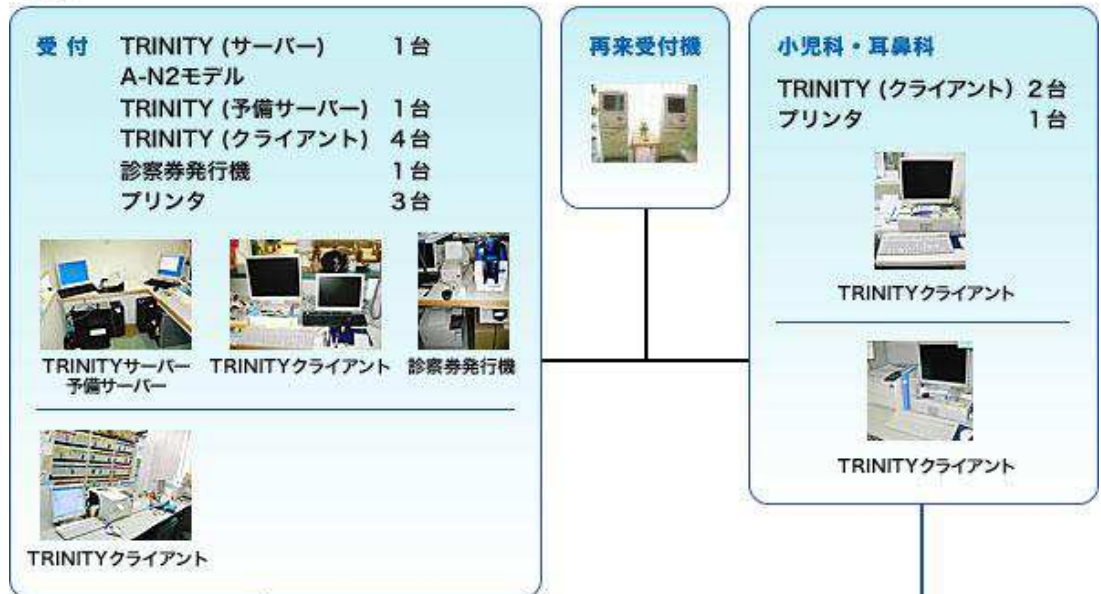 受付 TRINITY (サーバー) 1台
A-N2モデル
TRINITY (予備サーバー) 1台
TRINITY (クライアント) 4台
診察券発行機 1台
プリンタ 3台
TRINITYサーバー
予備サーバー
TRINITYクライアント
診察券発行機
TRINITYクライアント
再来受付機
小児科・耳鼻科
TRINITY (クライアント) 2台
プリンタ 1台
TRINITYクライアント
TRINITYクライアント